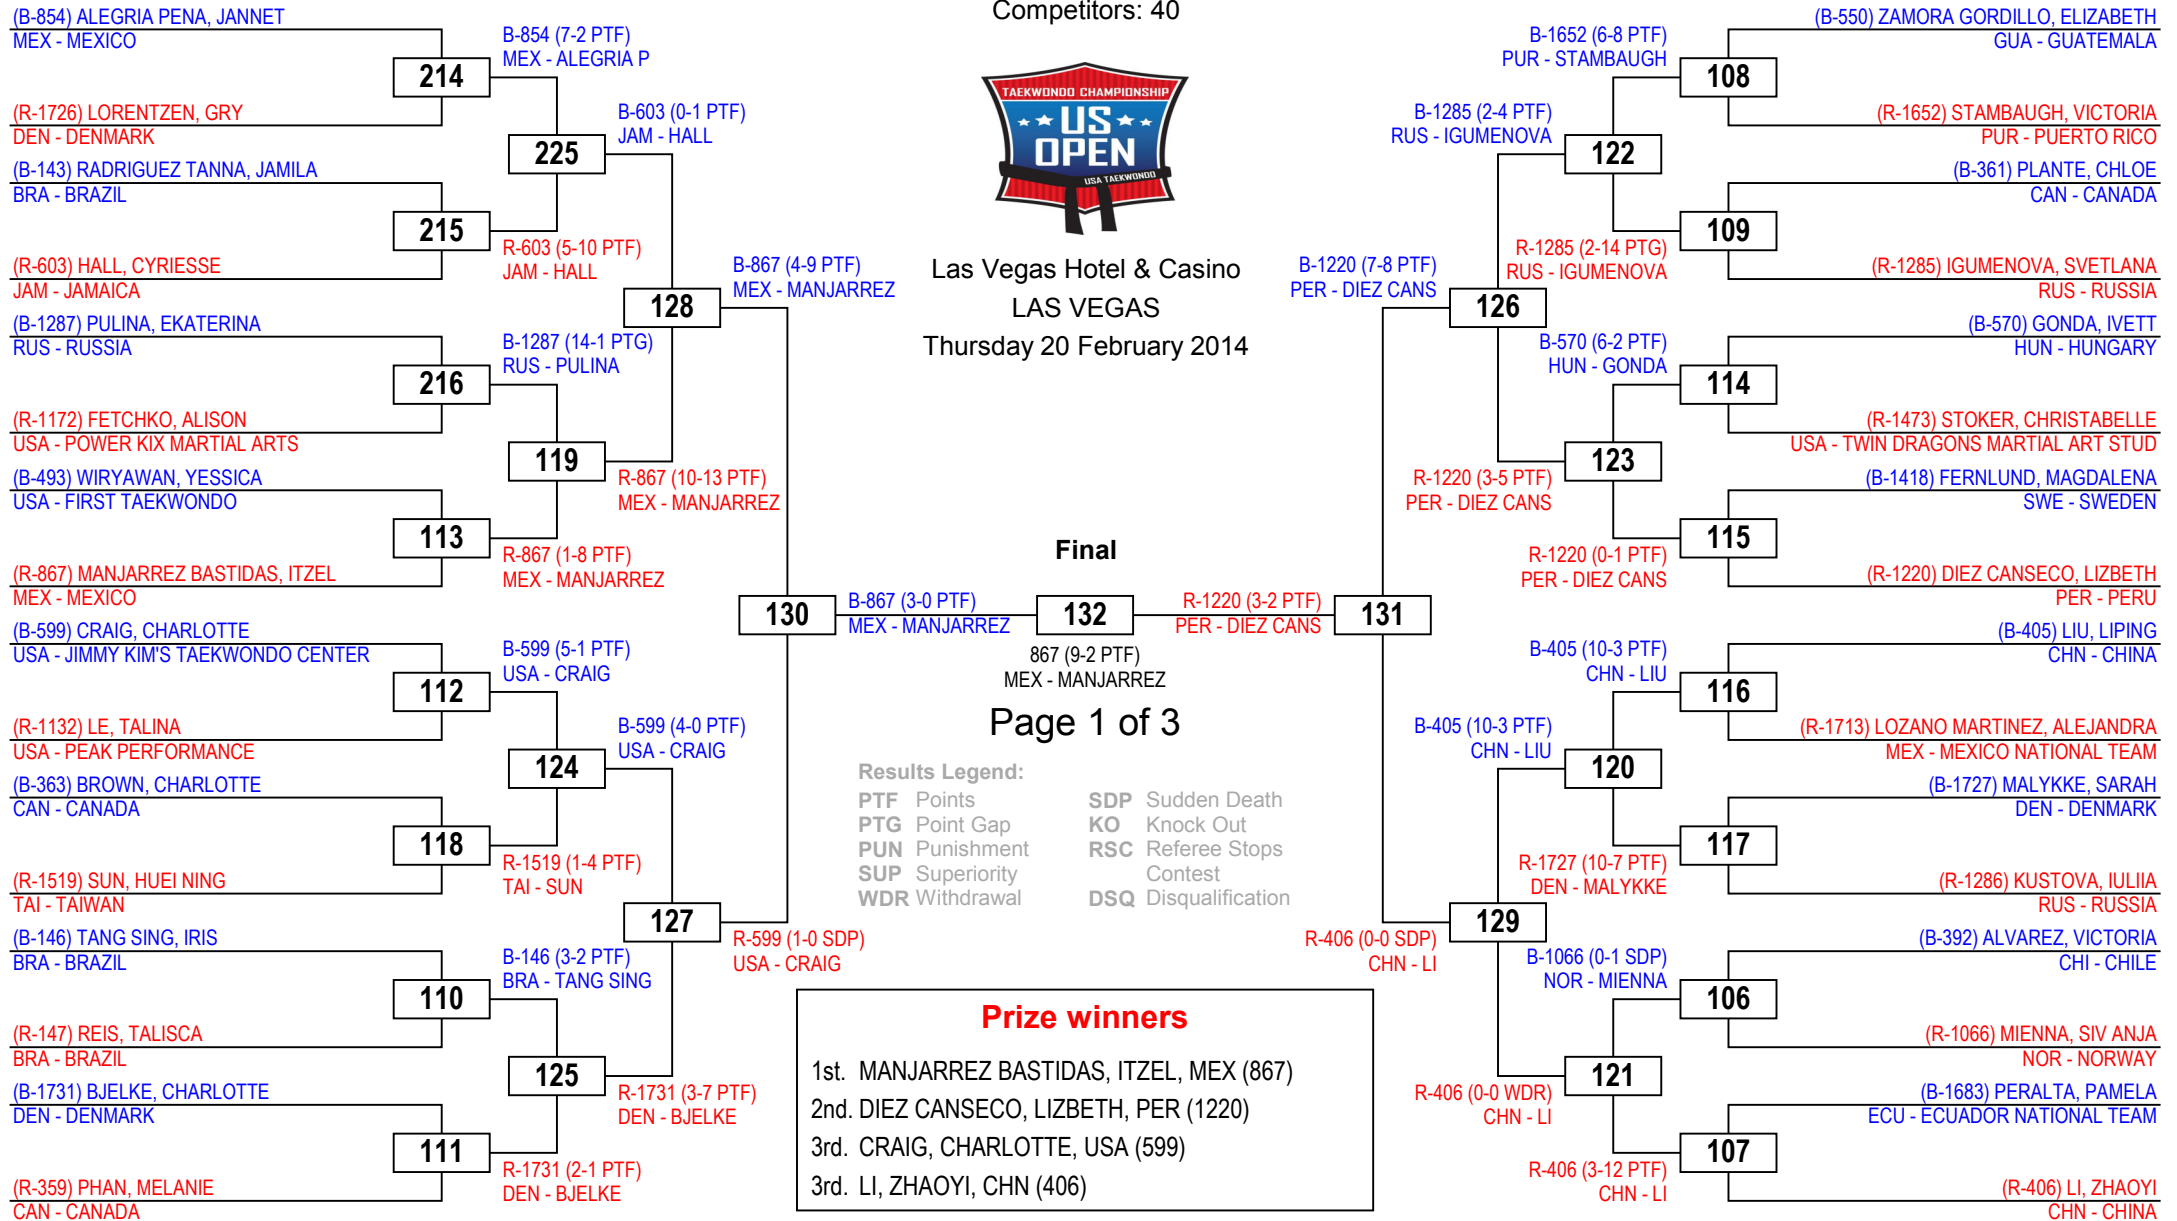 Competitors: 40
TAEKWONDO CHAMPIONSHIP
US
OPEN
USA TAEKWONDO
Las Vegas Hotel & Casino
LAS VEGAS
Thursday 20 February 2014
(B-854) ALEGRIA PENA, JANNET
MEX - MEXICO
(R-1726) LORENTZEN, GRY
DEN - DENMARK
(B-143) RADRIGUEZ TANNA, JAMILA
BRA - BRAZIL
(R-603) HALL, CYRIESSE
JAM - JAMAICA
(B-1287) PULINA, EKATERINA
RUS - RUSSIA
(R-1172) FETCHKO, ALISON
USA - POWER KIX MARTIAL ARTS
(B-493) WIRYAWAN, YESSICA
USA - FIRST TAEKWONDO
(R-867) MANJARREZ BASTIDAS, ITZEL
MEX - MEXICO
(B-599) CRAIG, CHARLOTTE
USA - JIMMY KIM'S TAEKWONDO CENTER
(R-1132) LE, TALINA
USA - PEAK PERFORMANCE
(B-363) BROWN, CHARLOTTE
CAN - CANADA
(R-1519) SUN, HUEI NING
TAI - TAIWAN
(B-146) TANG SING, IRIS
BRA - BRAZIL
(R-147) REIS, TALISCA
BRA - BRAZIL
(B-1731) BJELKE, CHARLOTTE
DEN - DENMARK
(R-359) PHAN, MELANIE
CAN - CANADA
214
215
216
113
112
118
110
111
B-854 (7-2 PTF)
MEX - ALEGRIA P
R-603 (5-10 PTF)
JAM - HALL
B-1287 (14-1 PTG)
RUS - PULINA
R-867 (1-8 PTF)
MEX - MANJARREZ
B-599 (5-1 PTF)
USA - CRAIG
R-1519 (1-4 PTF)
TAI - SUN
B-146 (3-2 PTF)
BRA - TANG SING
R-1731 (2-1 PTF)
DEN - BJELKE
225
119
124
125
B-603 (0-1 PTF)
JAM - HALL
R-867 (10-13 PTF)
MEX - MANJARREZ
B-599 (4-0 PTF)
USA - CRAIG
R-1731 (3-7 PTF)
DEN - BJELKE
128
127
B-867 (4-9 PTF)
MEX - MANJARREZ
R-599 (1-0 SDP)
USA - CRAIG
130
B-867 (3-0 PTF)
MEX - MANJARREZ
Final
132
867 (9-2 PTF)
MEX - MANJARREZ
R-1220 (3-2 PTF)
PER - DIEZ CANS
131
B-1220 (7-8 PTF)
PER - DIEZ CANS
R-406 (0-0 SDP)
CHN - LI
126
129
B-1285 (2-4 PTF)
RUS - IGUMENOVA
R-1220 (3-5 PTF)
PER - DIEZ CANS
B-405 (10-3 PTF)
CHN - LIU
R-406 (0-0 WDR)
CHN - LI
122
123
120
121
B-1652 (6-8 PTF)
PUR - STAMBAUGH
R-1285 (2-14 PTG)
RUS - IGUMENOVA
B-570 (6-2 PTF)
HUN - GONDA
R-1220 (0-1 PTF)
PER - DIEZ CANS
B-405 (10-3 PTF)
CHN - LIU
R-1727 (10-7 PTF)
DEN - MALYKKE
B-1066 (0-1 SDP)
NOR - MIENNA
R-406 (3-12 PTF)
CHN - LI
108
109
114
115
116
117
106
107
(B-550) ZAMORA GORDILLO, ELIZABETH
GUA - GUATEMALA
(R-1652) STAMBAUGH, VICTORIA
PUR - PUERTO RICO
(B-361) PLANTE, CHLOE
CAN - CANADA
(R-1285) IGUMENOVA, SVETLANA
RUS - RUSSIA
(B-570) GONDA, IVETT
HUN - HUNGARY
(R-1473) STOKER, CHRISTABELLE
USA - TWIN DRAGONS MARTIAL ART STUD
(B-1418) FERNLUND, MAGDALENA
SWE - SWEDEN
(R-1220) DIEZ CANSECO, LIZBETH
PER - PERU
(B-405) LIU, LIPING
CHN - CHINA
(R-1713) LOZANO MARTINEZ, ALEJANDRA
MEX - MEXICO NATIONAL TEAM
(B-1727) MALYKKE, SARAH
DEN - DENMARK
(R-1286) KUSTOVA, IULIIA
RUS - RUSSIA
(B-392) ALVAREZ, VICTORIA
CHI - CHILE
(R-1066) MIENNA, SIV ANJA
NOR - NORWAY
(B-1683) PERALTA, PAMELA
ECU - ECUADOR NATIONAL TEAM
(R-406) LI, ZHAOYI
CHN - CHINA
Page 1 of 3
Results Legend:
PTF Points SDP Sudden Death
PTG Point Gap KO Knock Out
PUN Punishment RSC Referee Stops
SUP Superiority Contest
WDR Withdrawal DSQ Disqualification
Prize winners
1st. MANJARREZ BASTIDAS, ITZEL, MEX (867)
2nd. DIEZ CANSECO, LIZBETH, PER (1220)
3rd. CRAIG, CHARLOTTE, USA (599)
3rd. LI, ZHAOYI, CHN (406)